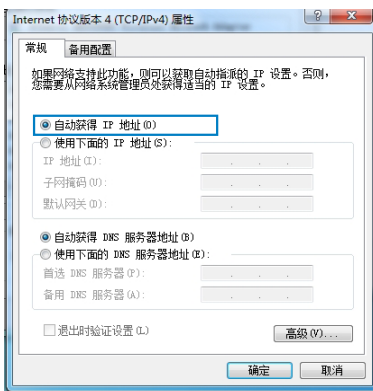 Internet 协议版本 4 (TCP/IPv4) 属性
常规 备用配置
如果网络支持此功能，则可以获取自动指派的 IP 设置。否则，
您需要从网络系统管理员处获得适当的 IP 设置。
自动获得 IP 地址(O)
使用下面的 IP 地址(S):
IP 地址(I):
子网掩码(U):
默认网关(D):
自动获得 DNS 服务器地址(B)
使用下面的 DNS 服务器地址(E):
首选 DNS 服务器(P):
备用 DNS 服务器(A):
退出时验证设置(L)
高级(V)...
确定 取消